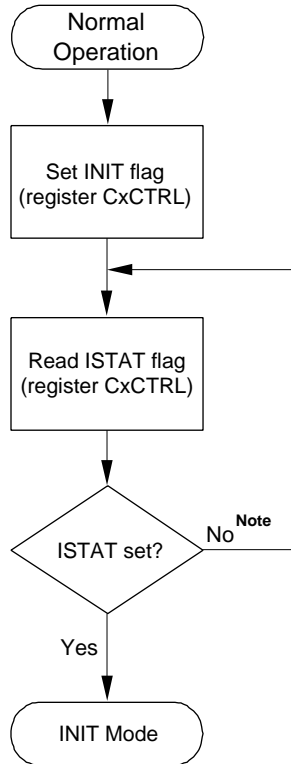 Normal
Operation
Set INIT flag
(register CxCTRL)
Read ISTAT flag
(register CxCTRL)
ISTAT set?
No Note
Yes
INIT Mode